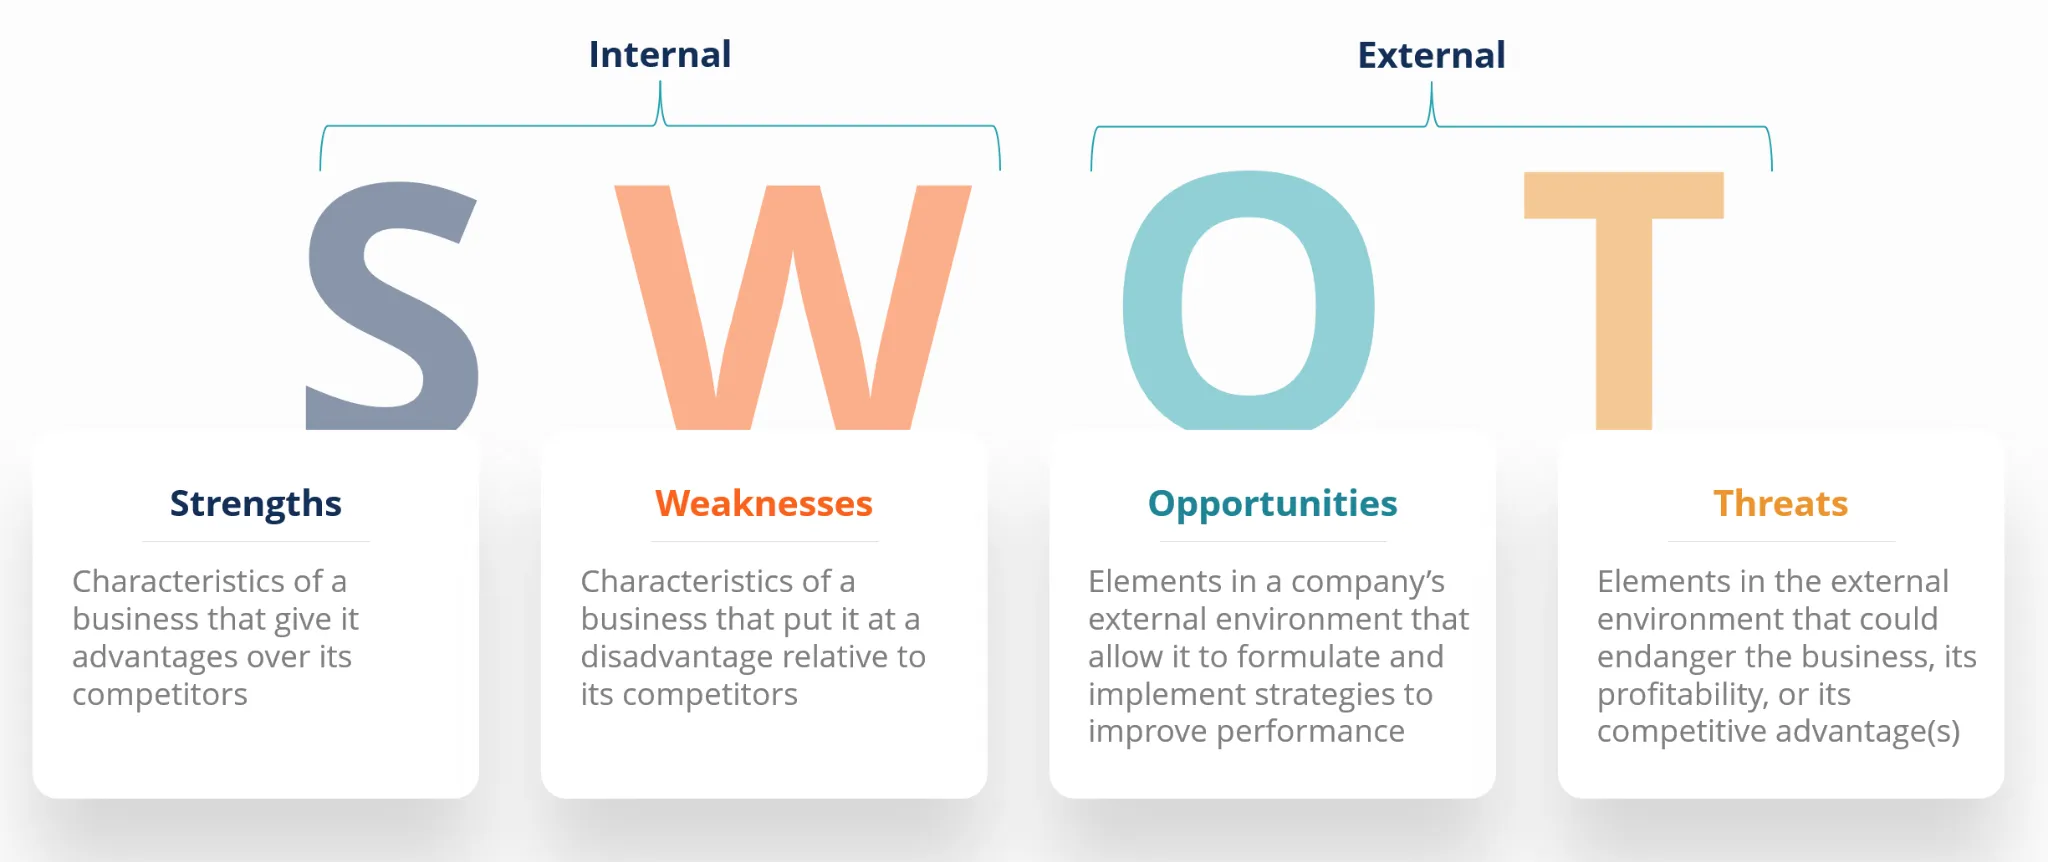 Internal
External
S W O T
Strengths
Characteristics of a
business that give it
advantages over its
competitors
Weaknesses
Characteristics of a
business that put it at a
disadvantage relative to
its competitors
Opportunities
Elements in a company’s
external environment that
allow it to formulate and
implement strategies to
improve performance
Threats
Elements in the external
environment that could
endanger the business, its
profitability, or its
competitive advantage(s)